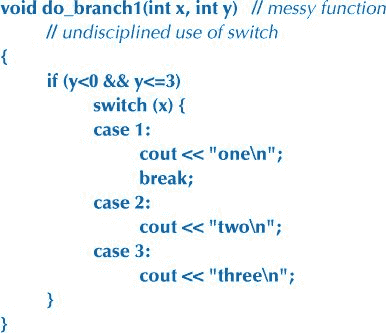 void do_branch1(int x, int y) // messy function
// undisciplined use of switch
{
if (y<0 && y<=3)
switch (x) {
case 1:
cout << "one\n";
break;
case 2:
cout << "two\n";
case 3:
cout << "three\n";
}
}